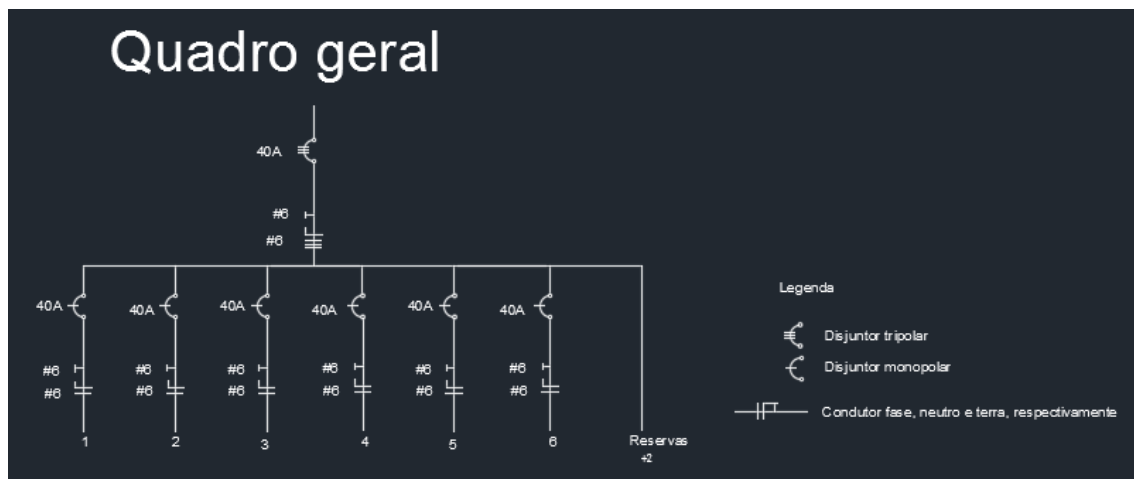 Quadro geral
40A
#6
#6
40A 40A 40A 40A 40A 40A
#6 #6 #6 #6 #6 #6
#6 #6 #6 #6 #6 #6
1 2 3 4 5 6 Reservas
+2
Legenda
Disjuntor tripolar
Disjuntor monopolar
Condutor fase, neutro e terra, respectivamente